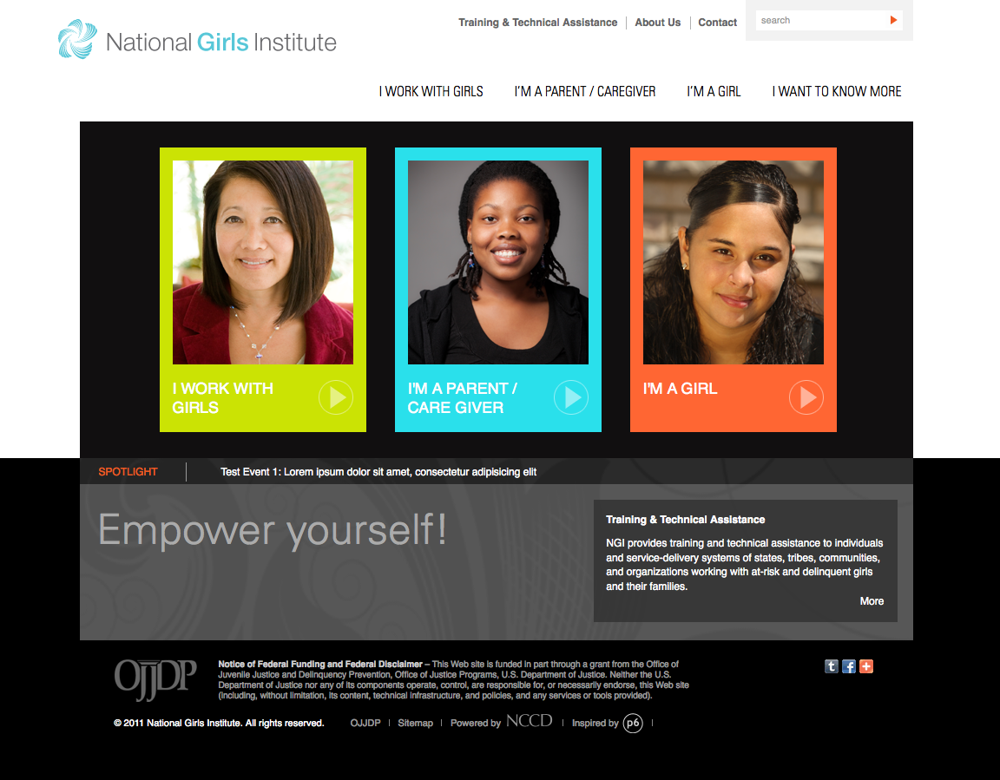 National Girls Institute
Training & Technical Assistance
About Us
Contact
search
I WORK WITH GIRLS
I'M A PARENT / CAREGIVER
I'M A GIRL
I WANT TO KNOW MORE
I WORK WITH
GIRLS
I'M A PARENT /
CARE GIVER
I'M A GIRL
SPOTLIGHT
Test Event 1: Lorem ipsum dolor sit amet, consectetur adipisicing elit
Empower yourself!
Training & Technical Assistance
NGI provides training and technical assistance to individuals
and service-delivery systems of states, tribes, communities,
and organizations working with at-risk and delinquent girls
and their families.
More
OJJDP
Notice of Federal Funding and Federal Disclaimer – This Web site is funded in part through a grant from the Office of
Juvenile Justice and Delinquency Prevention, Office of Justice Programs, U.S. Department of Justice. Neither the U.S.
Department of Justice nor any of its components operate, control, are responsible for, or necessarily endorse, this Web site
(including, without limitation, its content, technical infrastructure, and policies, and any services or tools provided).
t f +
© 2011 National Girls Institute. All rights reserved.
OJJDP | Sitemap | Powered by NCCD | Inspired by p6 |